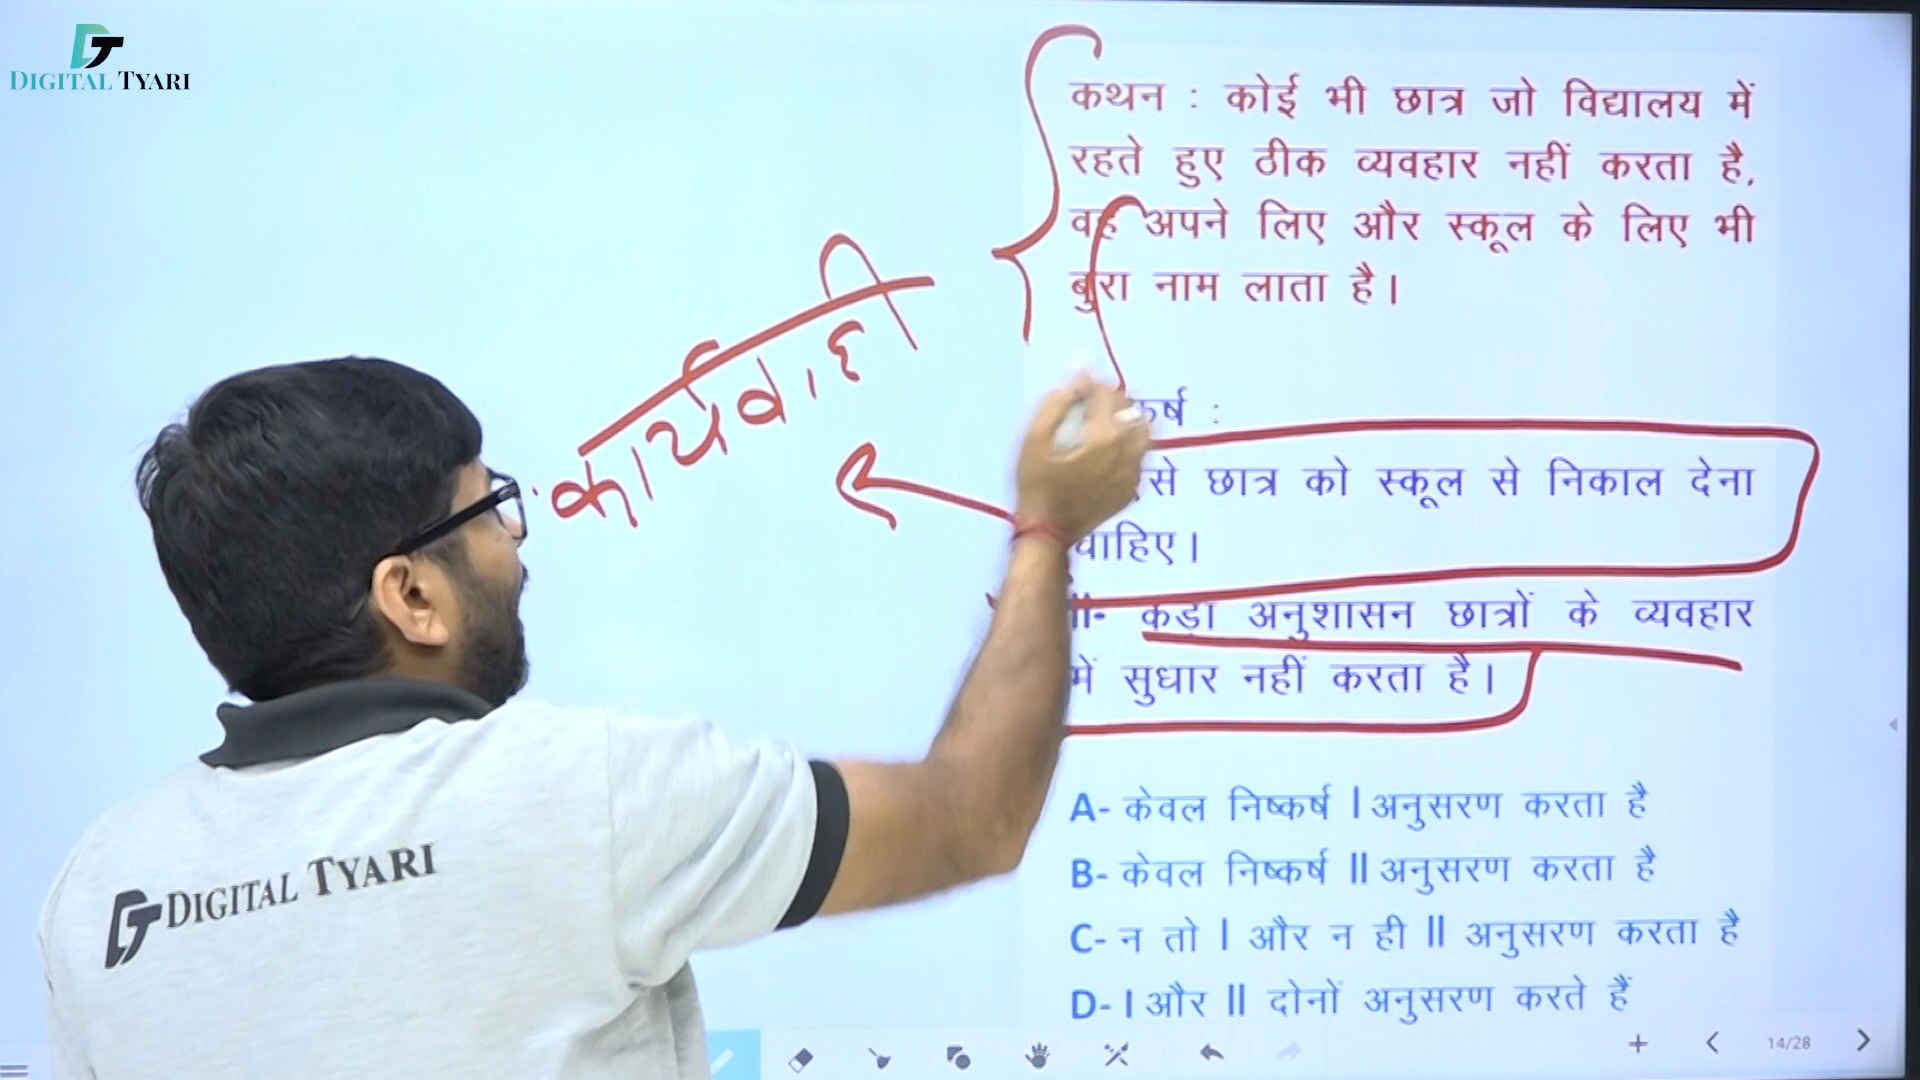 DIGITAL TYARI
कथन : कोई भी छात्र जो विद्यालय में
रहते हुए ठीक व्यवहार नहीं करता है,
वह अपने लिए और स्कूल के लिए भी
बुरा नाम लाता है।
कार्यवाही
से छात्र को स्कूल से निकाल देना
चाहिए।
II- कड़ा अनुशासन छात्रों के व्यवहार
में सुधार नहीं करता है।
A- केवल निष्कर्ष I अनुसरण करता है
B- केवल निष्कर्ष II अनुसरण करता है
C- न तो I और न ही II अनुसरण करता है
D- I और II दोनों अनुसरण करते हैं
14/28
DIGITAL TYARI